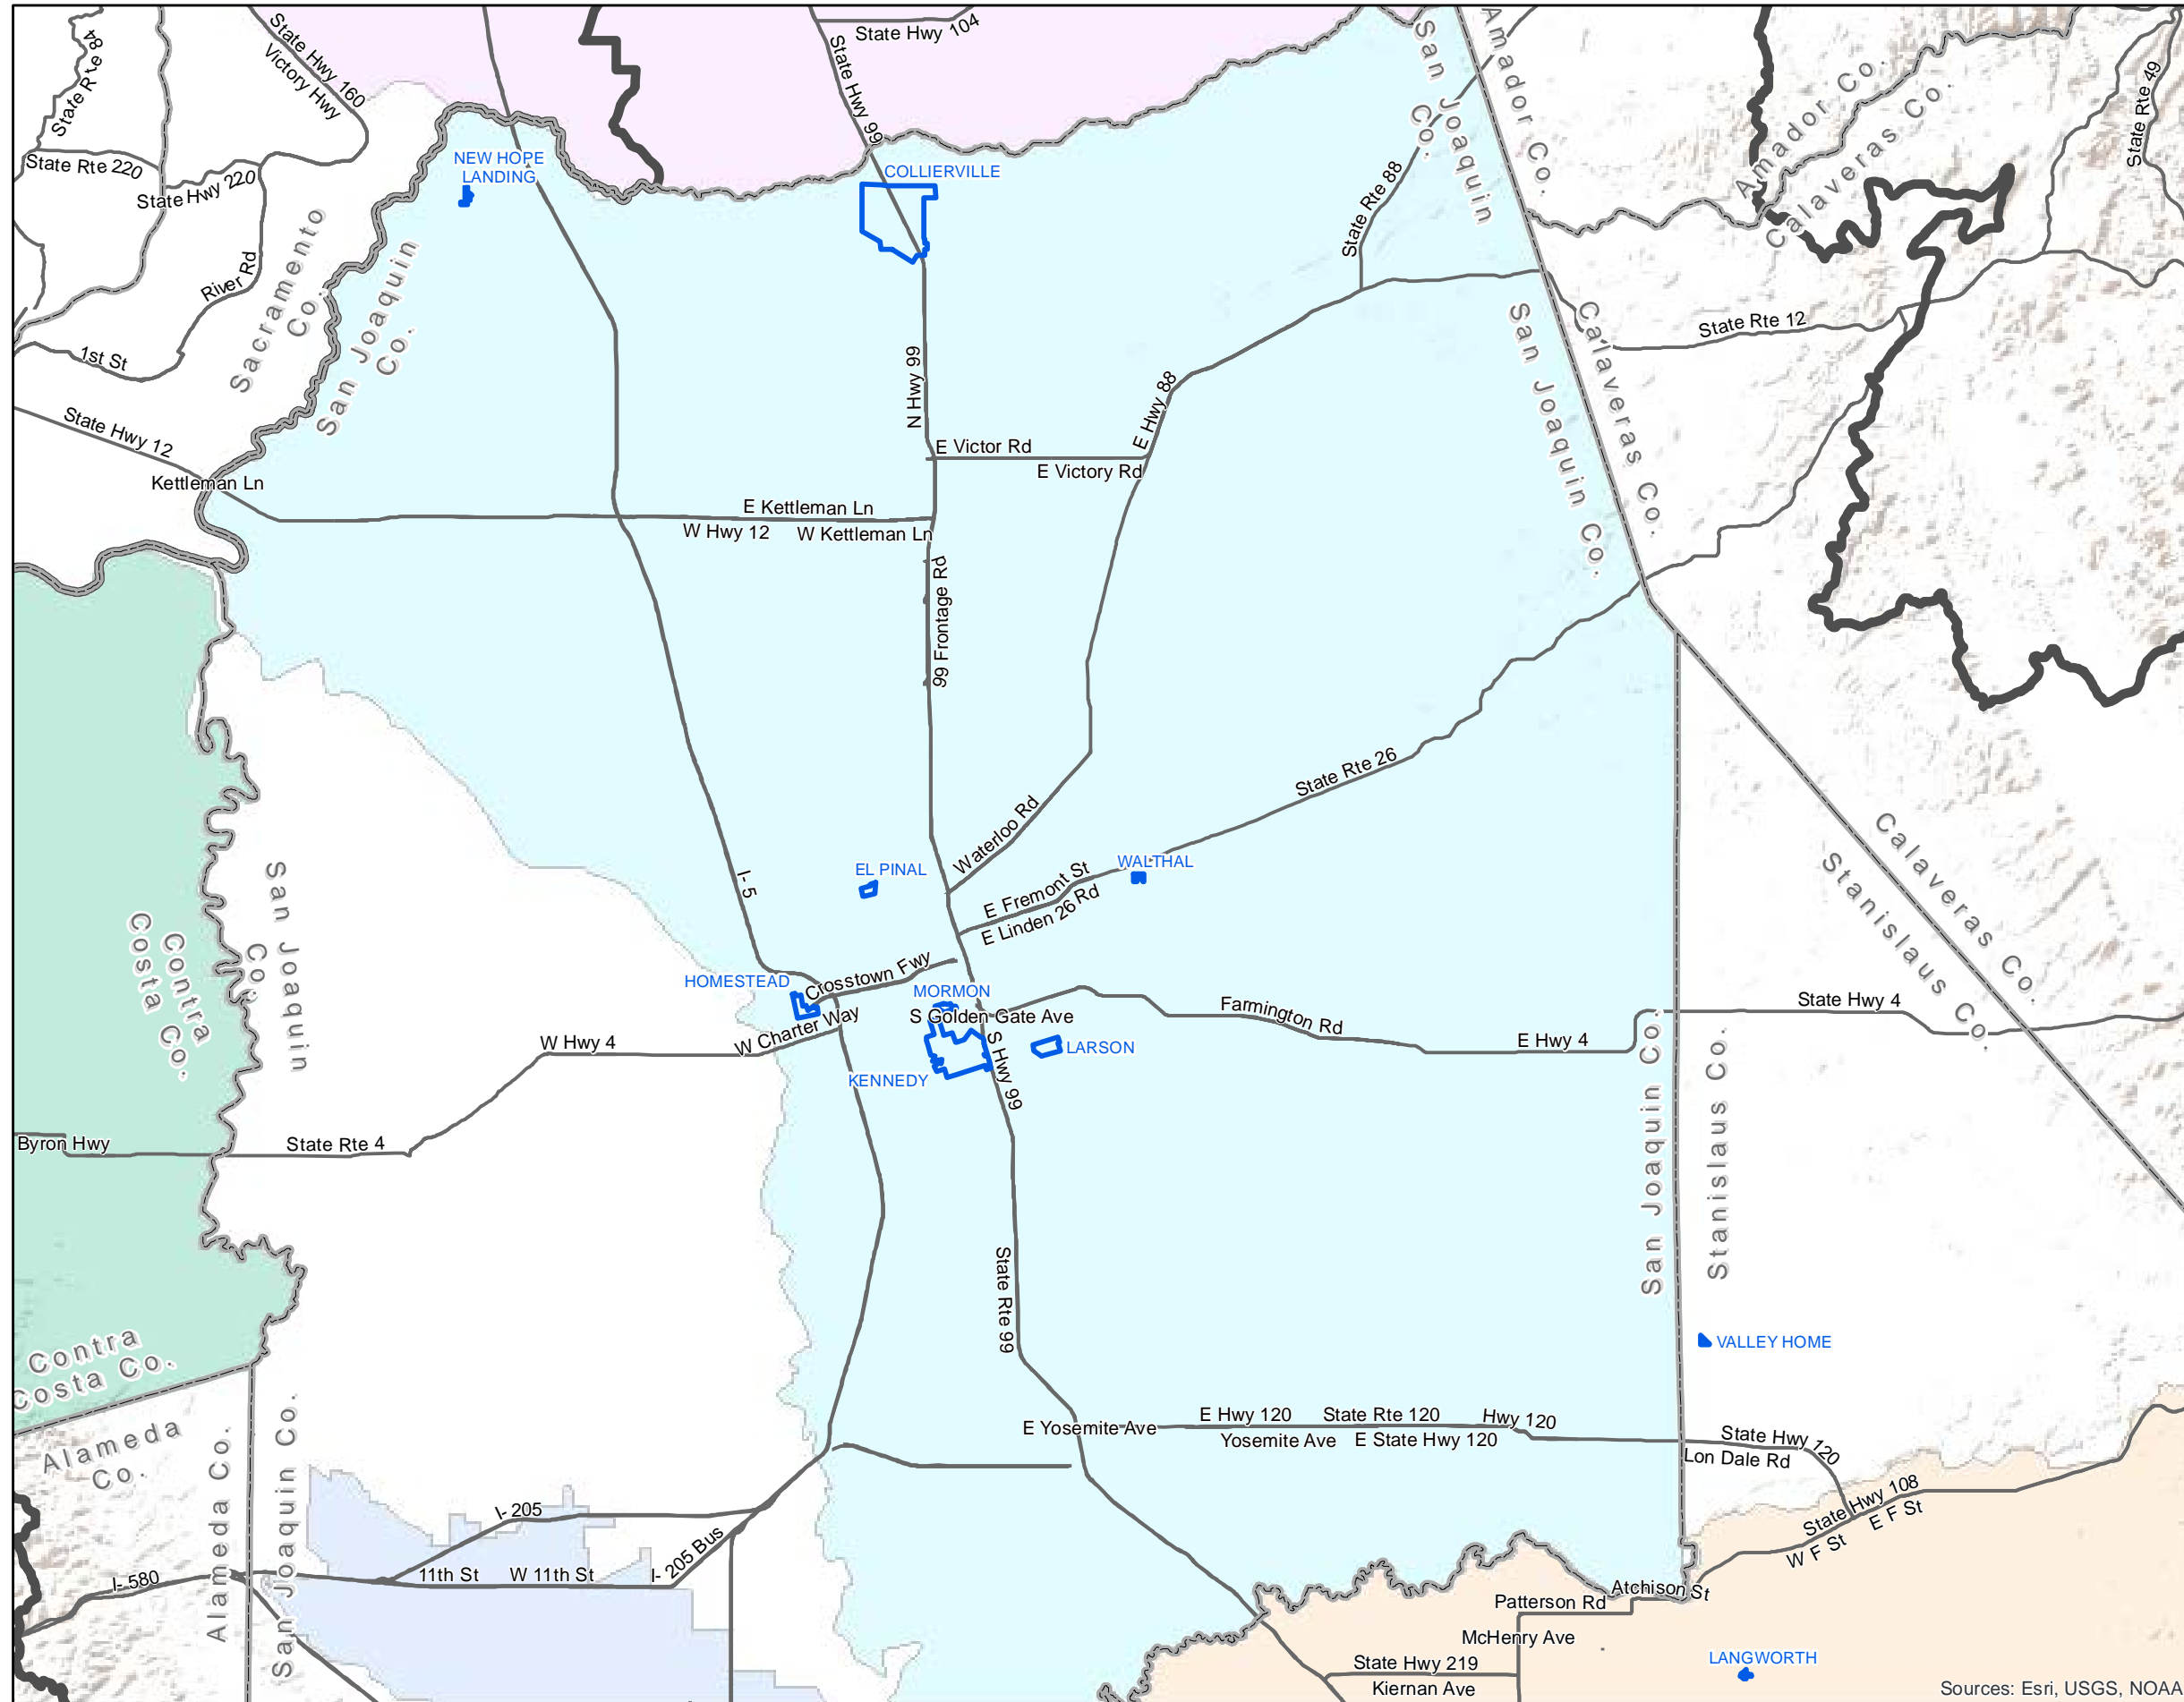 State Hwy 104
State Hwy 160
Victory Hwy
State Hwy 99
State Rte 84
State Rte 220
State Hwy 220
River Rd
1st St
State Hwy 12
Kettleman Ln
Sacramento
Co.
San Joaquin
Co.
NEW HOPE
LANDING
COLLIERVILLE
San Joaquin
Co.
Amador Co.
Amador Co.
Calaveras Co.
State Rte 49
State Rte 88
State Rte 12
San Joaquin Co.
Calaveras Co.
N Hwy 99
E Hwy 88
E Victor Rd
E Victory Rd
E Kettleman Ln
W Hwy 12
W Kettleman Ln
99 Frontage Rd
State Rte 26
Waterloo Rd
I- 5
EL PINAL
WALTHAL
E Fremont St
E Linden 26 Rd
Contra
Costa Co.
San Joaquin
Co.
Calaveras Co.
Stanislaus Co.
HOMESTEAD
Crosstown Fwy
MORMON
S Golden Gate Ave
W Charter Way
W Hwy 4
KENNEDY
LARSON
S Hwy 99
Farmington Rd
E Hwy 4
State Hwy 4
Byron Hwy
State Rte 4
San Joaquin Co.
Stanislaus Co.
State Rte 99
VALLEY HOME
Contra
Costa Co.
Alameda
Co.
Alameda Co.
San Joaquin Co.
E Yosemite Ave
E Hwy 120
State Rte 120
Hwy 120
Yosemite Ave
E State Hwy 120
State Hwy 120
Lon Dale Rd
State Hwy 108
E F St
W F St
I- 205
I- 580
11th St
W 11th St
I- 205 Bus
Atchison St
Patterson Rd
McHenry Ave
State Hwy 219
Kiernan Ave
LANGWORTH
Sources: Esri, USGS, NOAA